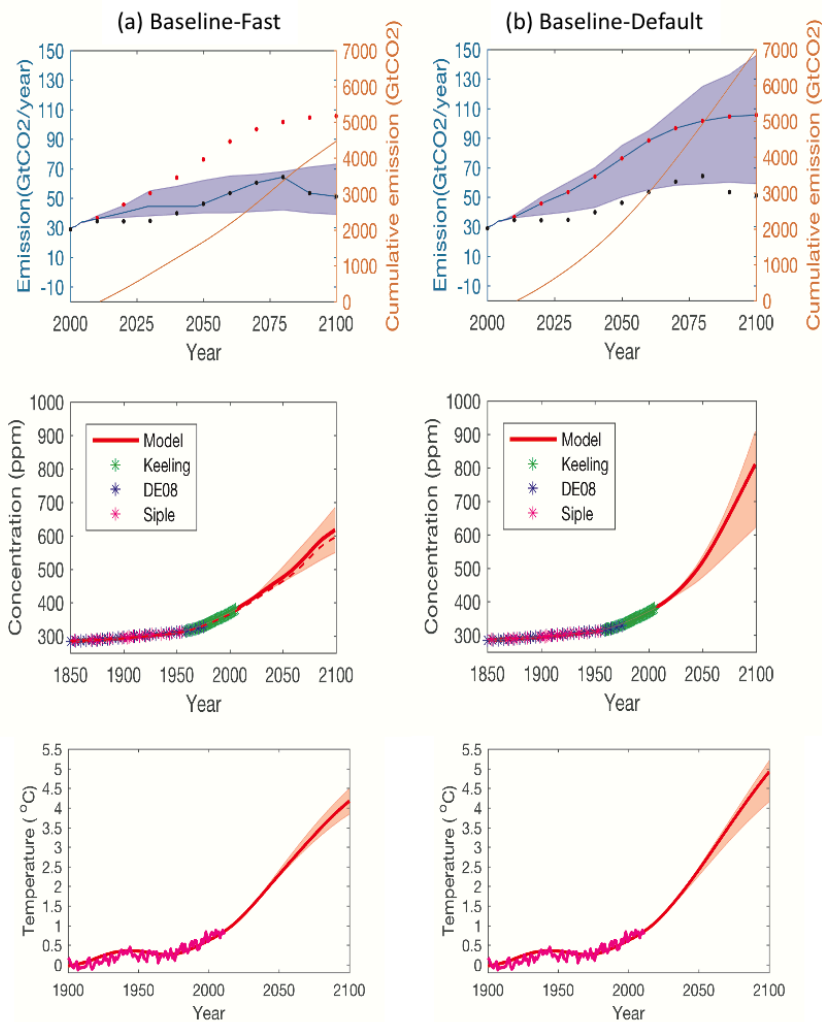 (a) Baseline-Fast
(b) Baseline-Default
Emission(GtCO2/year)
150
130
110
90
70
50
30
10
-10
7000
6000
5000
4000
3000
2000
1000
0
Cumulative emission (GtCO2)
2000 2025 2050 2075 2100
Year
Emission(GtCO2/year)
150
130
110
90
70
50
30
10
-10
7000
6000
5000
4000
3000
2000
1000
0
Cumulative emission (GtCO2)
2000 2025 2050 2075 2100
Year
Concentration (ppm)
1000
900
800
700
600
500
400
300
Model
Keeling
DE08
Siple
1850 1900 1950 2000 2050 2100
Year
Concentration (ppm)
1000
900
800
700
600
500
400
300
Model
Keeling
DE08
Siple
1850 1900 1950 2000 2050 2100
Year
Temperature ( °C)
5.5
5
4.5
4
3.5
3
2.5
2
1.5
1
0.5
0
1900 1950 2000 2050 2100
Year
Temperature ( °C)
5.5
5
4.5
4
3.5
3
2.5
2
1.5
1
0.5
0
1900 1950 2000 2050 2100
Year